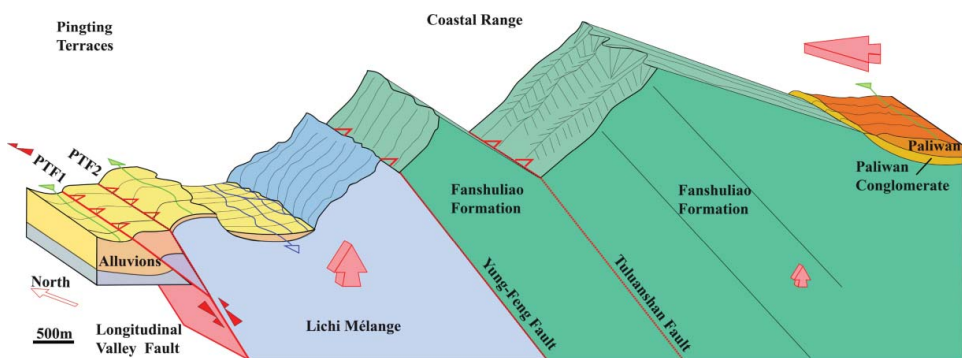 Pingting
Terraces
Coastal Range
PTF1
PTF2
Paliwan
Paliwan
Conglomerate
Fanshuliao
Formation
Fanshuliao
Formation
Alluvions
North
500m
Longitudinal
Valley Fault
Lichi Mélange
Yung-Feng Fault
Tuluanshan Fault